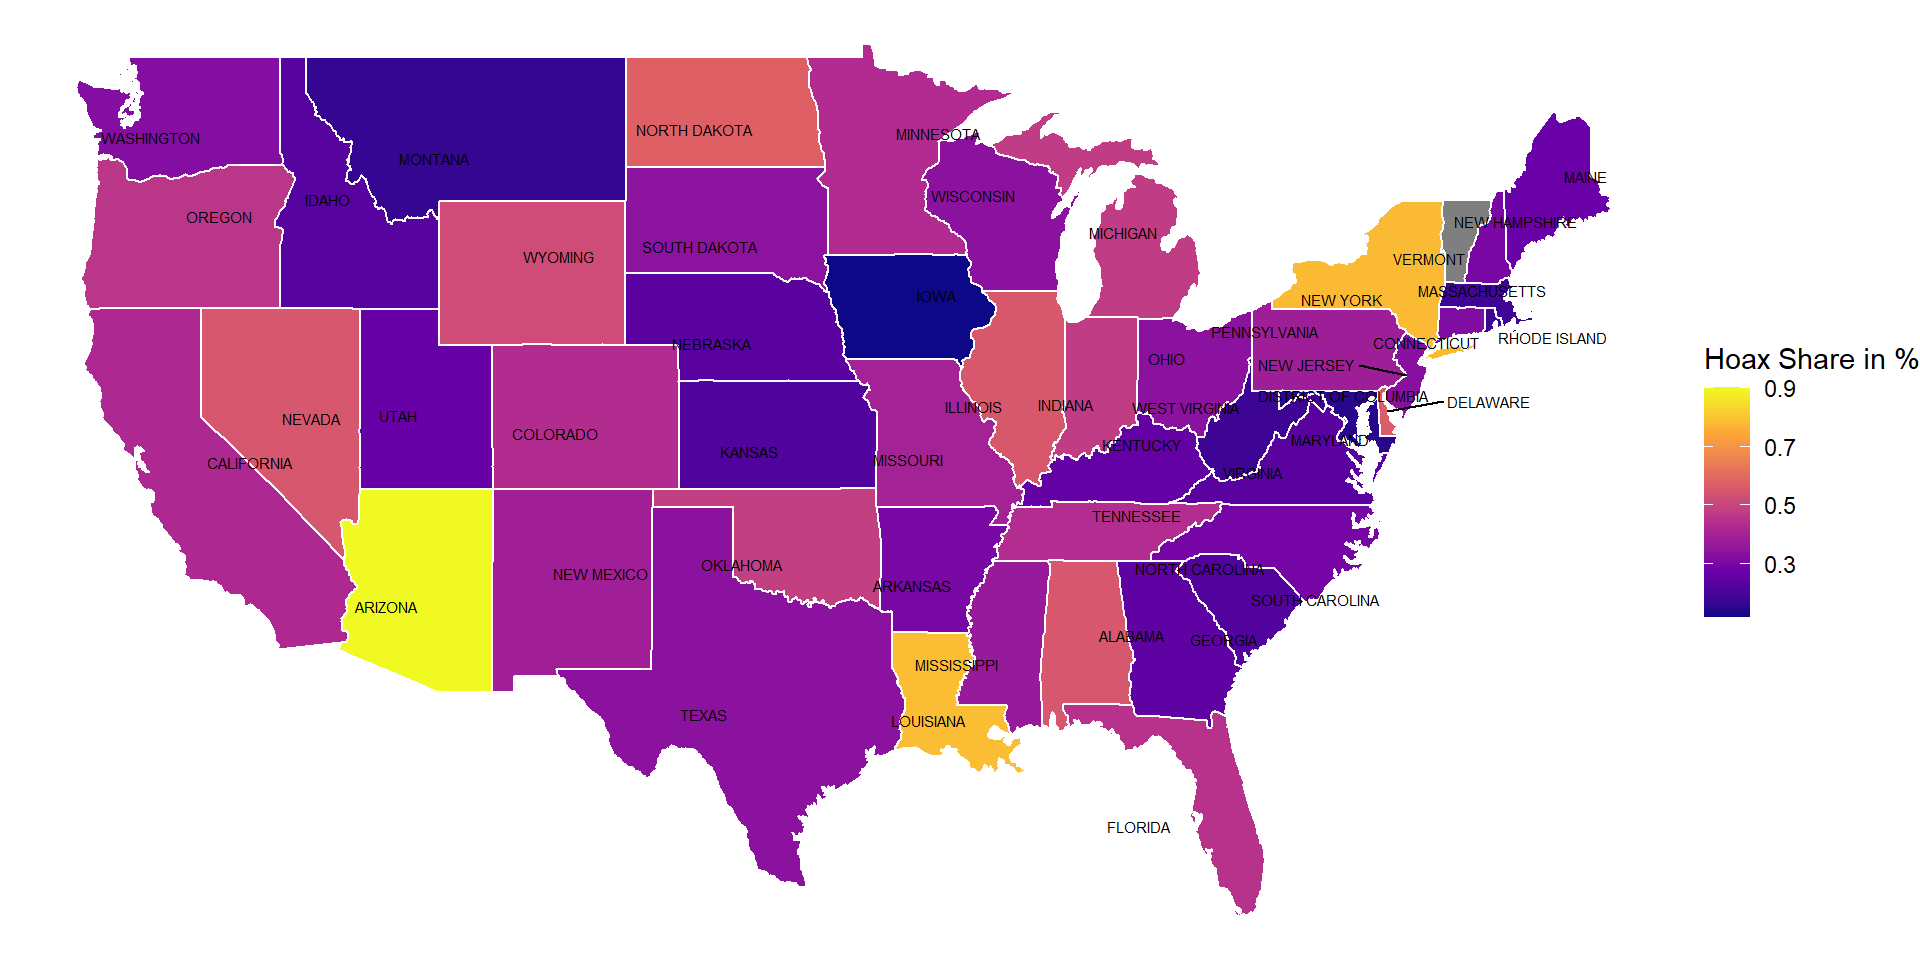 NORTH DAKOTA
MINNESOTA
WASHINGTON
MONTANA
MAINE
WISCONSIN
IDAHO
OREGON
NEW HAMPSHIRE
MICHIGAN
SOUTH DAKOTA
WYOMING
VERMONT
MASSACHUSETTS
IOWA
NEW YORK
PENNSYLVANIA
RHODE ISLAND
CONNECTICUT
NEBRASKA
OHIO
NEW JERSEY
DISTRICT OF COLUMBIA
DELAWARE
ILLINOIS
INDIANA
WEST VIRGINIA
UTAH
NEVADA
COLORADO
MARYLAND
KENTUCKY
KANSAS
MISSOURI
CALIFORNIA
VIRGINIA
TENNESSEE
OKLAHOMA
NORTH CAROLINA
NEW MEXICO
ARKANSAS
SOUTH CAROLINA
ARIZONA
ALABAMA
GEORGIA
MISSISSIPPI
TEXAS
LOUISIANA
FLORIDA
Hoax Share in %
0.9
0.7
0.5
0.3